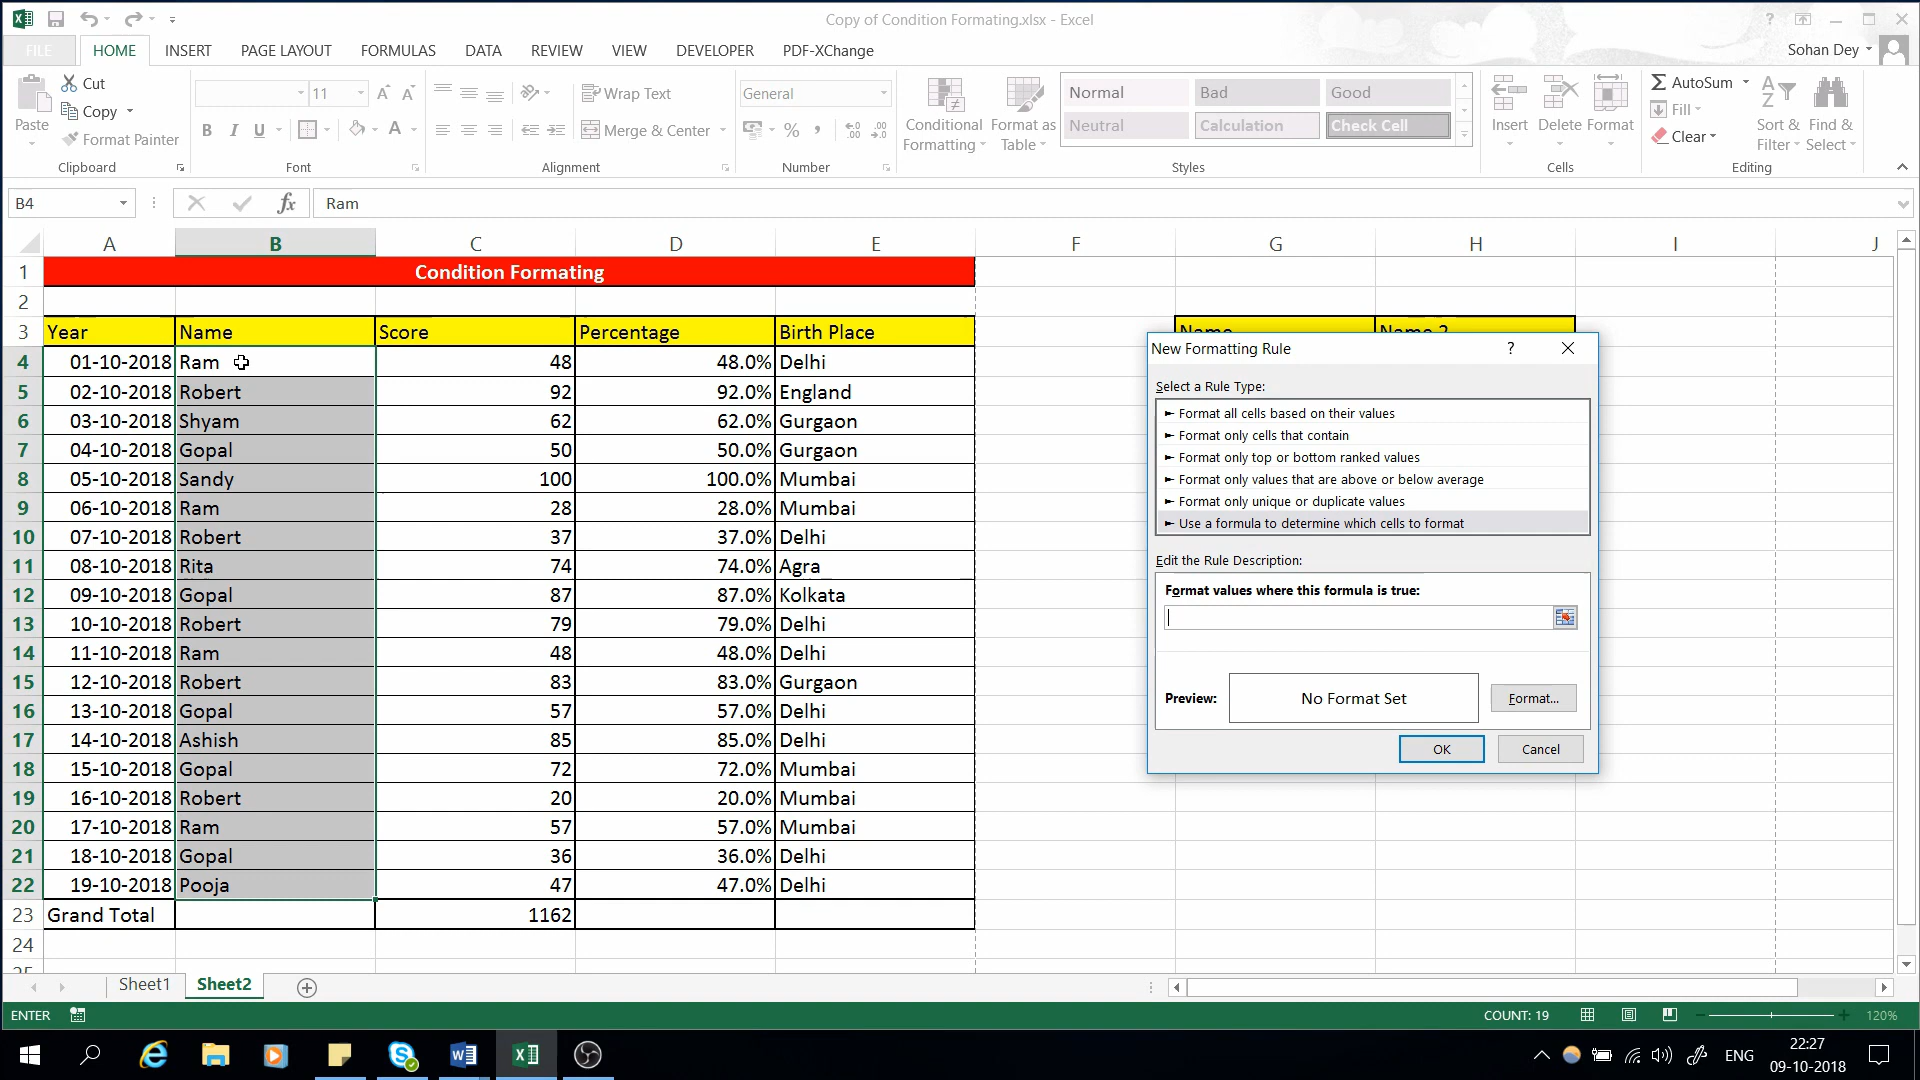 Copy of Condition Formating.xlsx - Excel
FILE HOME INSERT PAGE LAYOUT FORMULAS DATA REVIEW VIEW DEVELOPER PDF-XChange Sohan Dey
Cut
Copy
Format Painter
Paste
Clipboard
11
B I U A
Font
Wrap Text
Merge & Center
Alignment
General
%
Number
Conditional Formatting
Format as Table
Normal Bad Good
Neutral Calculation Check Cell
Styles
Insert Delete Format
Cells
AutoSum
Fill
Clear
Sort & Filter
Find & Select
Editing
B4 fx Ram
A B C D E F G H I J
1 Condition Formating
2
3 Year Name Score Percentage Birth Place Name Name 2
4 01-10-2018 Ram 48 48.0% Delhi
5 02-10-2018 Robert 92 92.0% England
6 03-10-2018 Shyam 62 62.0% Gurgaon
7 04-10-2018 Gopal 50 50.0% Gurgaon
8 05-10-2018 Sandy 100 100.0% Mumbai
9 06-10-2018 Ram 28 28.0% Mumbai
10 07-10-2018 Robert 37 37.0% Delhi
11 08-10-2018 Rita 74 74.0% Agra
12 09-10-2018 Gopal 87 87.0% Kolkata
13 10-10-2018 Robert 79 79.0% Delhi
14 11-10-2018 Ram 48 48.0% Delhi
15 12-10-2018 Robert 83 83.0% Gurgaon
16 13-10-2018 Gopal 57 57.0% Delhi
17 14-10-2018 Ashish 85 85.0% Delhi
18 15-10-2018 Gopal 72 72.0% Mumbai
19 16-10-2018 Robert 20 20.0% Mumbai
20 17-10-2018 Ram 57 57.0% Mumbai
21 18-10-2018 Gopal 36 36.0% Delhi
22 19-10-2018 Pooja 47 47.0% Delhi
23 Grand Total 1162
24
25
New Formatting Rule ?
Select a Rule Type:
► Format all cells based on their values
► Format only cells that contain
► Format only top or bottom ranked values
► Format only values that are above or below average
► Format only unique or duplicate values
► Use a formula to determine which cells to format
Edit the Rule Description:
Format values where this formula is true:
Preview: No Format Set Format...
OK Cancel
Sheet1 Sheet2
ENTER COUNT: 19 120%
ENG 22:27
09-10-2018